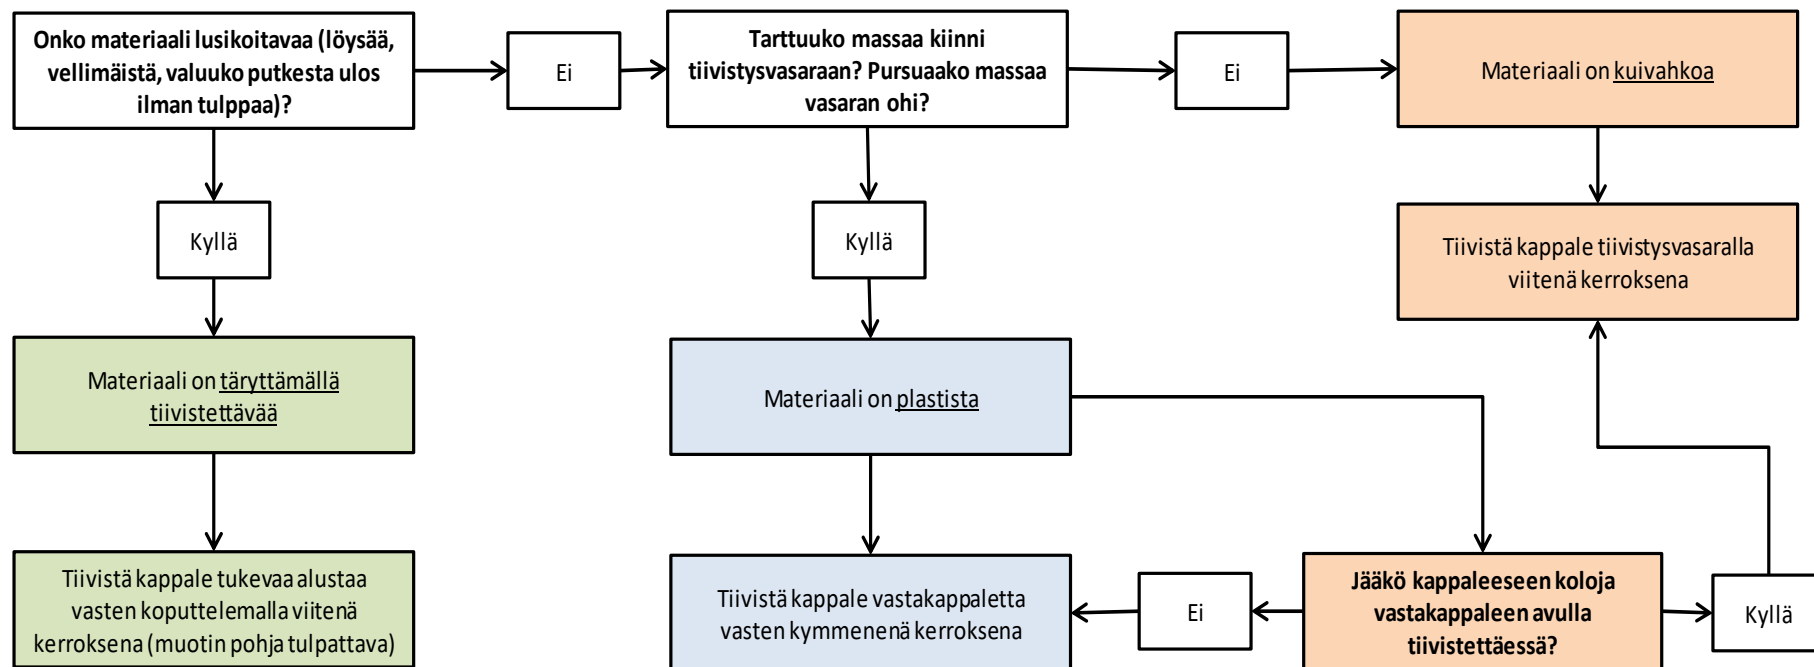 Onko materiaali lusikoitavaa (löysää,
vellimäistä, valuuko putkesta ulos
ilman tulppaa)?
Ei
Tarttuuko massaa kiinni
tiivistysvasaraan? Pursuaako massaa
vasaran ohi?
Ei
Materiaali on kuivahkoa
Kyllä
Kyllä
Tiivistä kappale tiivistysvasaralla
viitenä kerroksena
Materiaali on täryttämällä
tiivistettävää
Materiaali on plastista
Tiivistä kappale tukevaa alustaa
vasten koputtelemalla viitenä
kerroksena (muotin pohja tulpattava)
Tiivistä kappale vastakappaletta
vasten kymmenenä kerroksena
Ei
Jääkö kappaleeseen koloja
vastakappaleen avulla
tiivistettäessä?
Kyllä